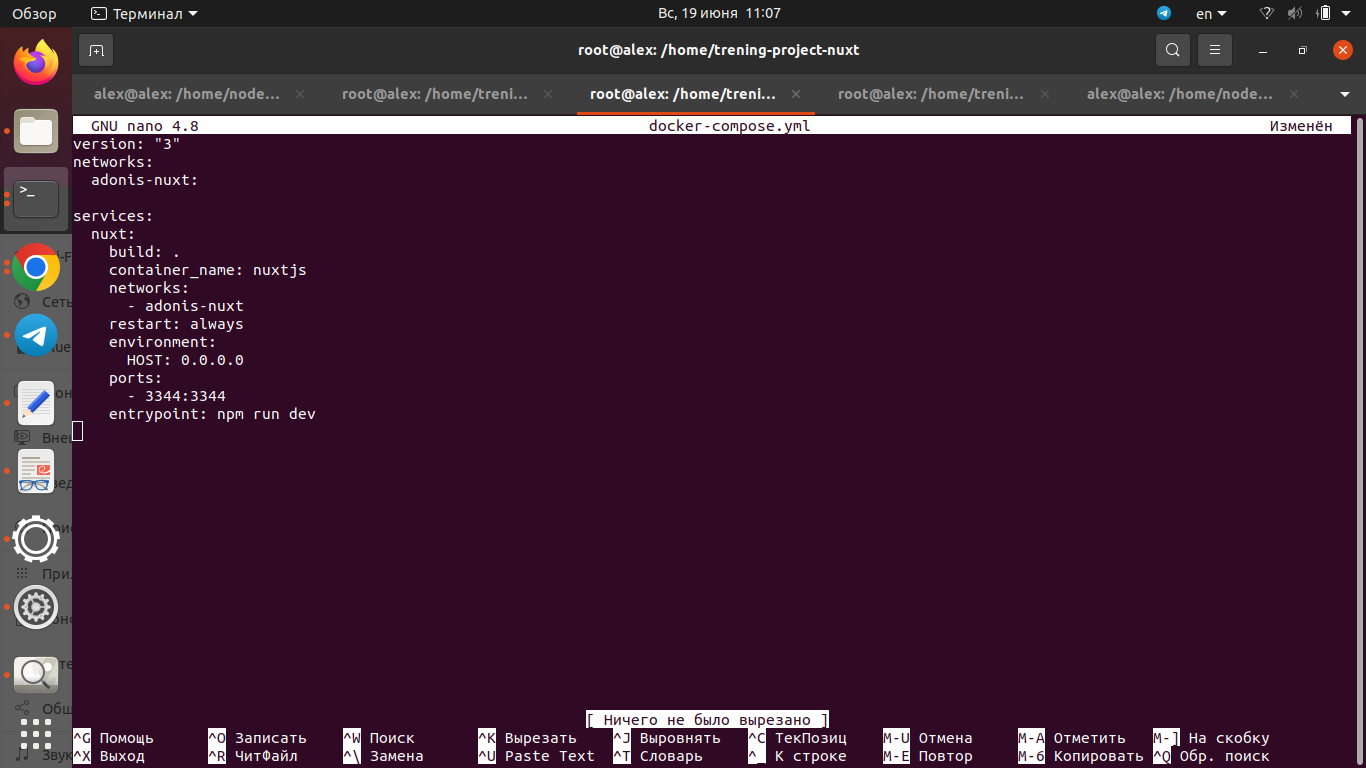 Обзор Терминал Вс, 19 июня 11:07 en
root@alex: /home/trening-project-nuxt
alex@alex: /home/node... root@alex: /home/treni... root@alex: /home/treni... root@alex: /home/treni... alex@alex: /home/node...
GNU nano 4.8 docker-compose.yml Изменён
version: "3"
networks:
  adonis-nuxt:

services:
  nuxt:
    build: .
    container_name: nuxtjs
    networks:
      - adonis-nuxt
    restart: always
    environment:
      HOST: 0.0.0.0
    ports:
      - 3344:3344
    entrypoint: npm run dev
Сеть
[ Ничего не было вырезано ]
^G Помощь ^O Записать ^W Поиск ^K Вырезать ^J Выровнять ^C ТекПозиц M-U Отмена M-A Отметить M-] На скобку
^X Выход ^R ЧитФайл ^\ Замена ^U Paste Text ^T Словарь ^_ К строке M-E Повтор M-6 Копировать ^Q Обр. поиск